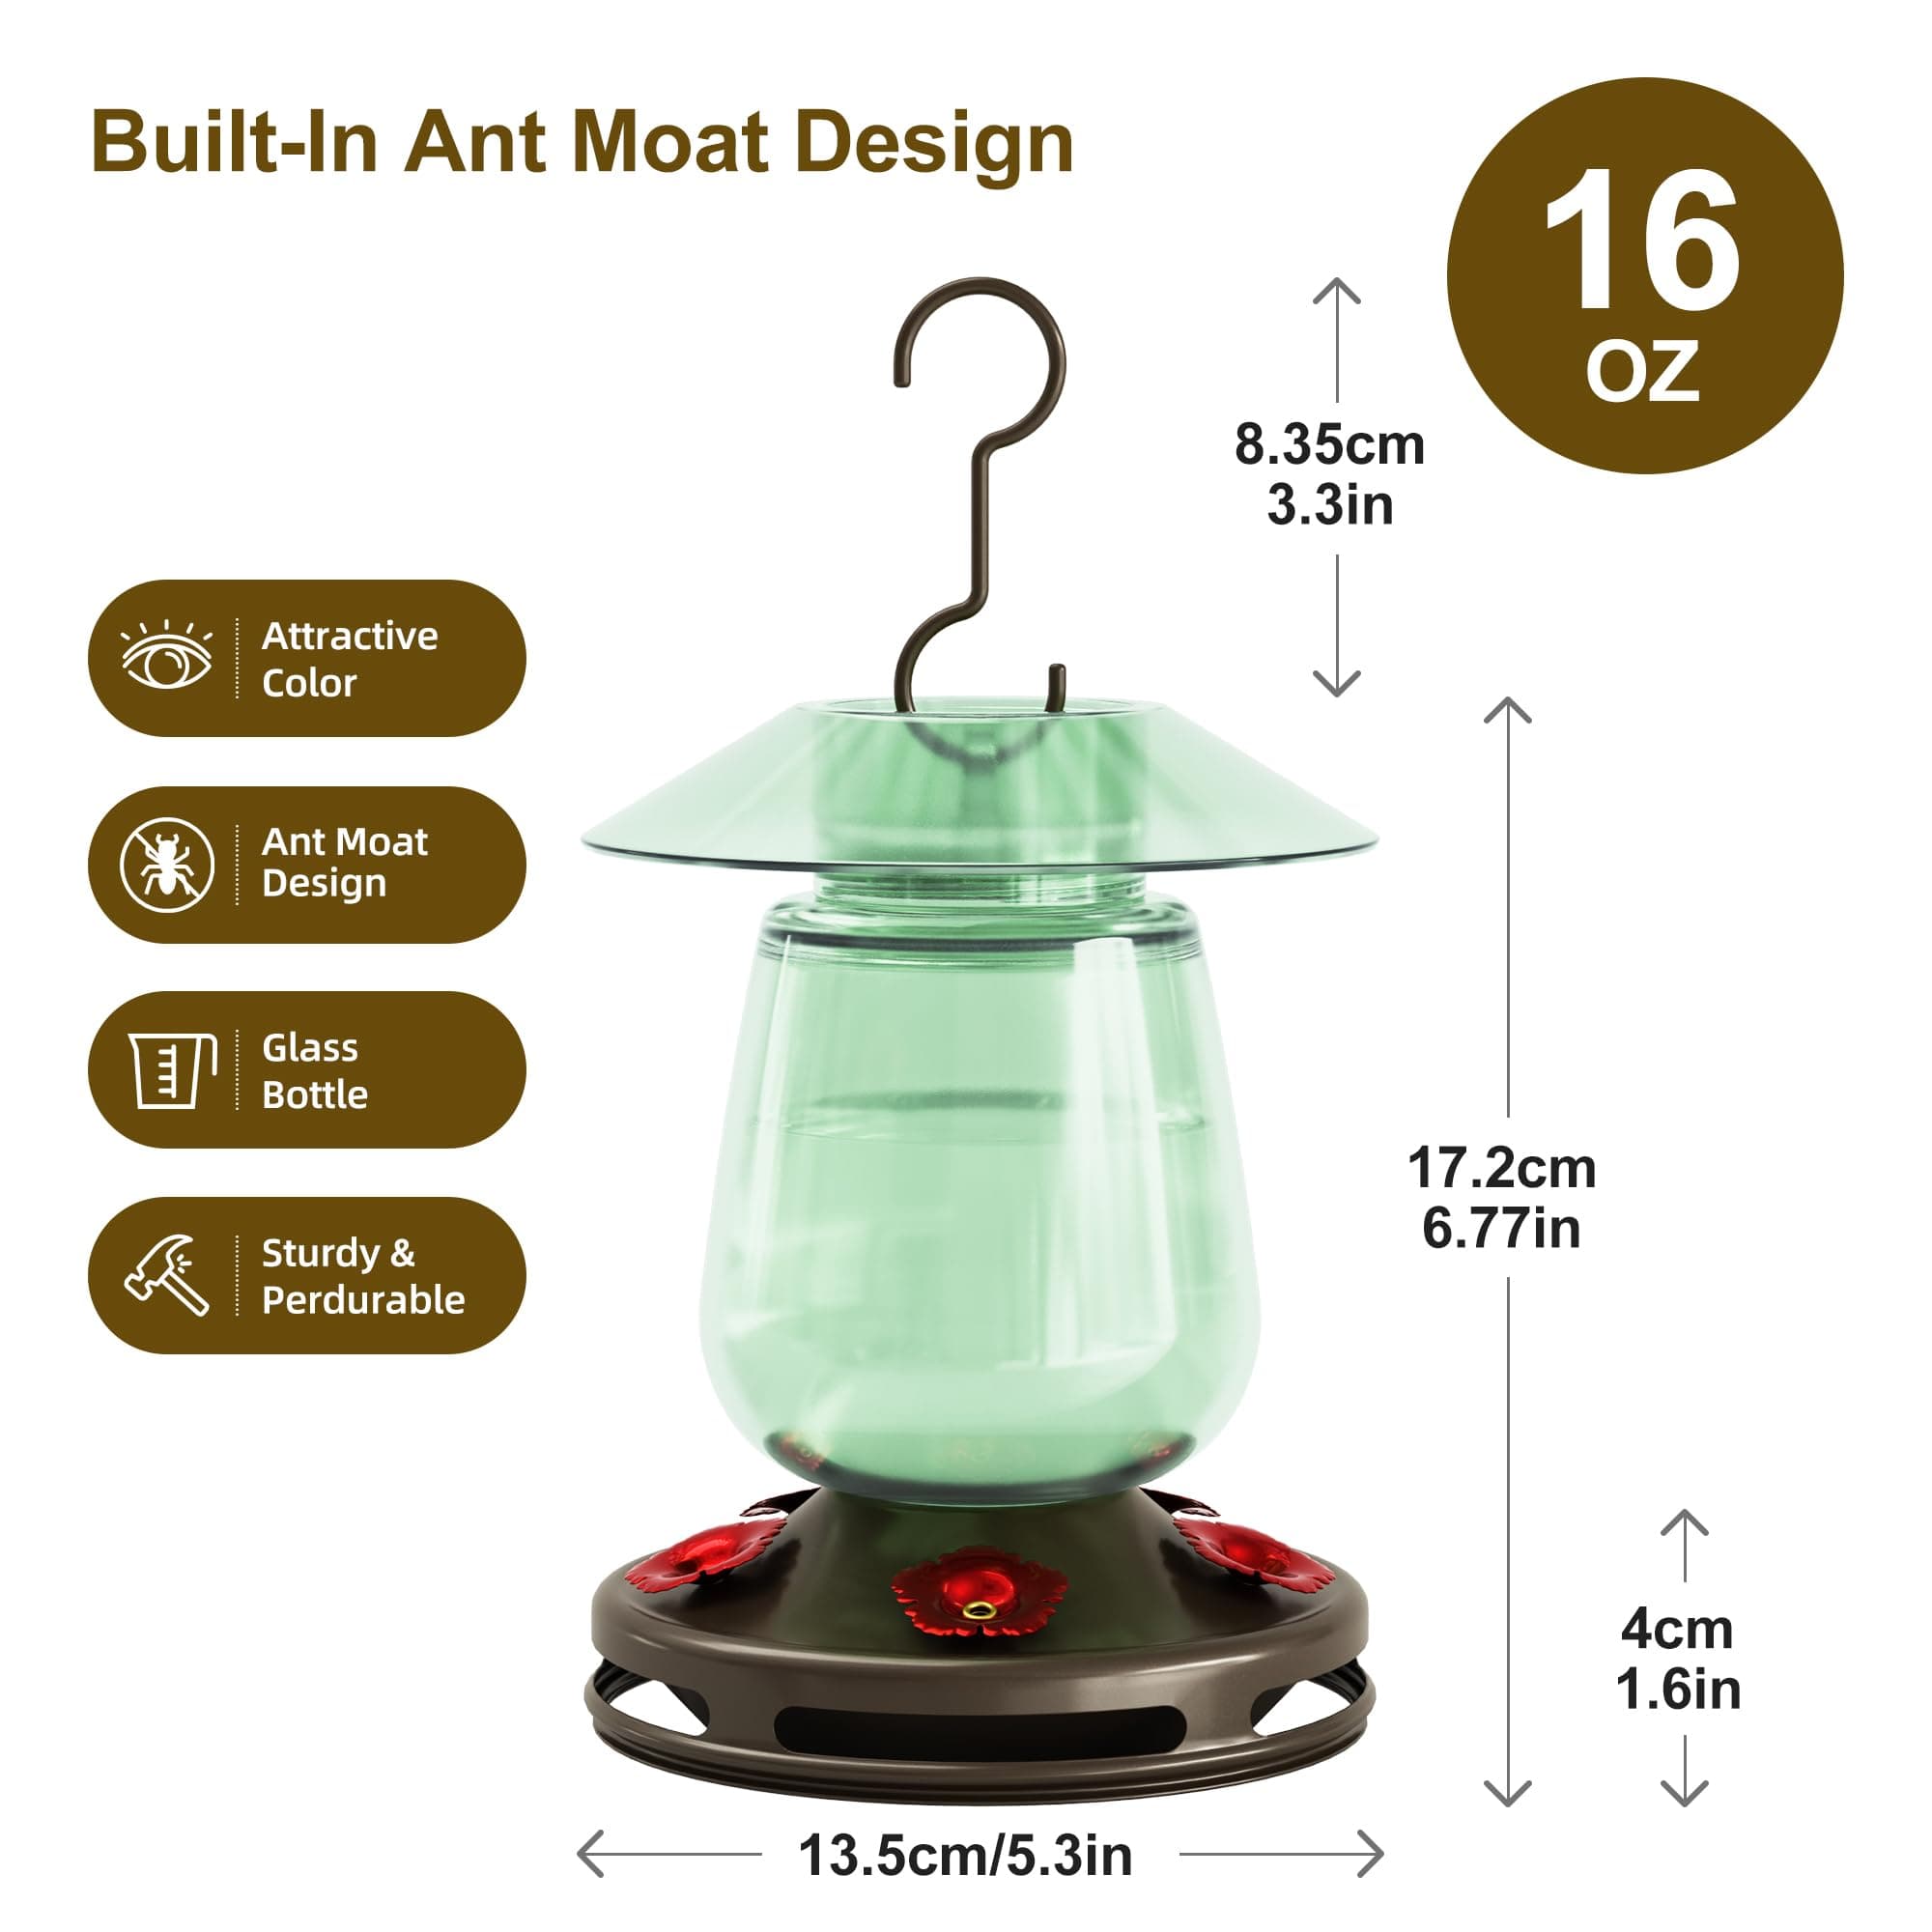 Built-In Ant Moat Design
16
OZ
8.35cm
3.3in
Attractive
Color
Ant Moat
Design
Glass
Bottle
Sturdy &
Perdurable
17.2cm
6.77in
4cm
1.6in
13.5cm/5.3in